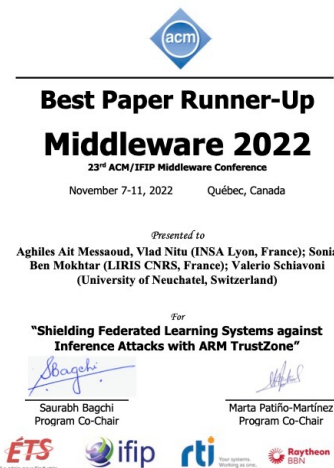 acm
Best Paper Runner-Up
Middleware 2022
23rd ACM/IFIP Middleware Conference
November 7-11, 2022 Québec, Canada
Presented to
Aghiles Ait Messaoud, Vlad Nitu (INSA Lyon, France); Sonia
Ben Mokhtar (LIRIS CNRS, France); Valerio Schiavoni
(University of Neuchatel, Switzerland)
For
“Shielding Federated Learning Systems against
Inference Attacks with ARM TrustZone”
SBagchi
Saurabh Bagchi Marta Patiño-Martínez
Program Co-Chair Program Co-Chair
ÉTS ifip rti Your systems. Working as one. Raytheon
BBN